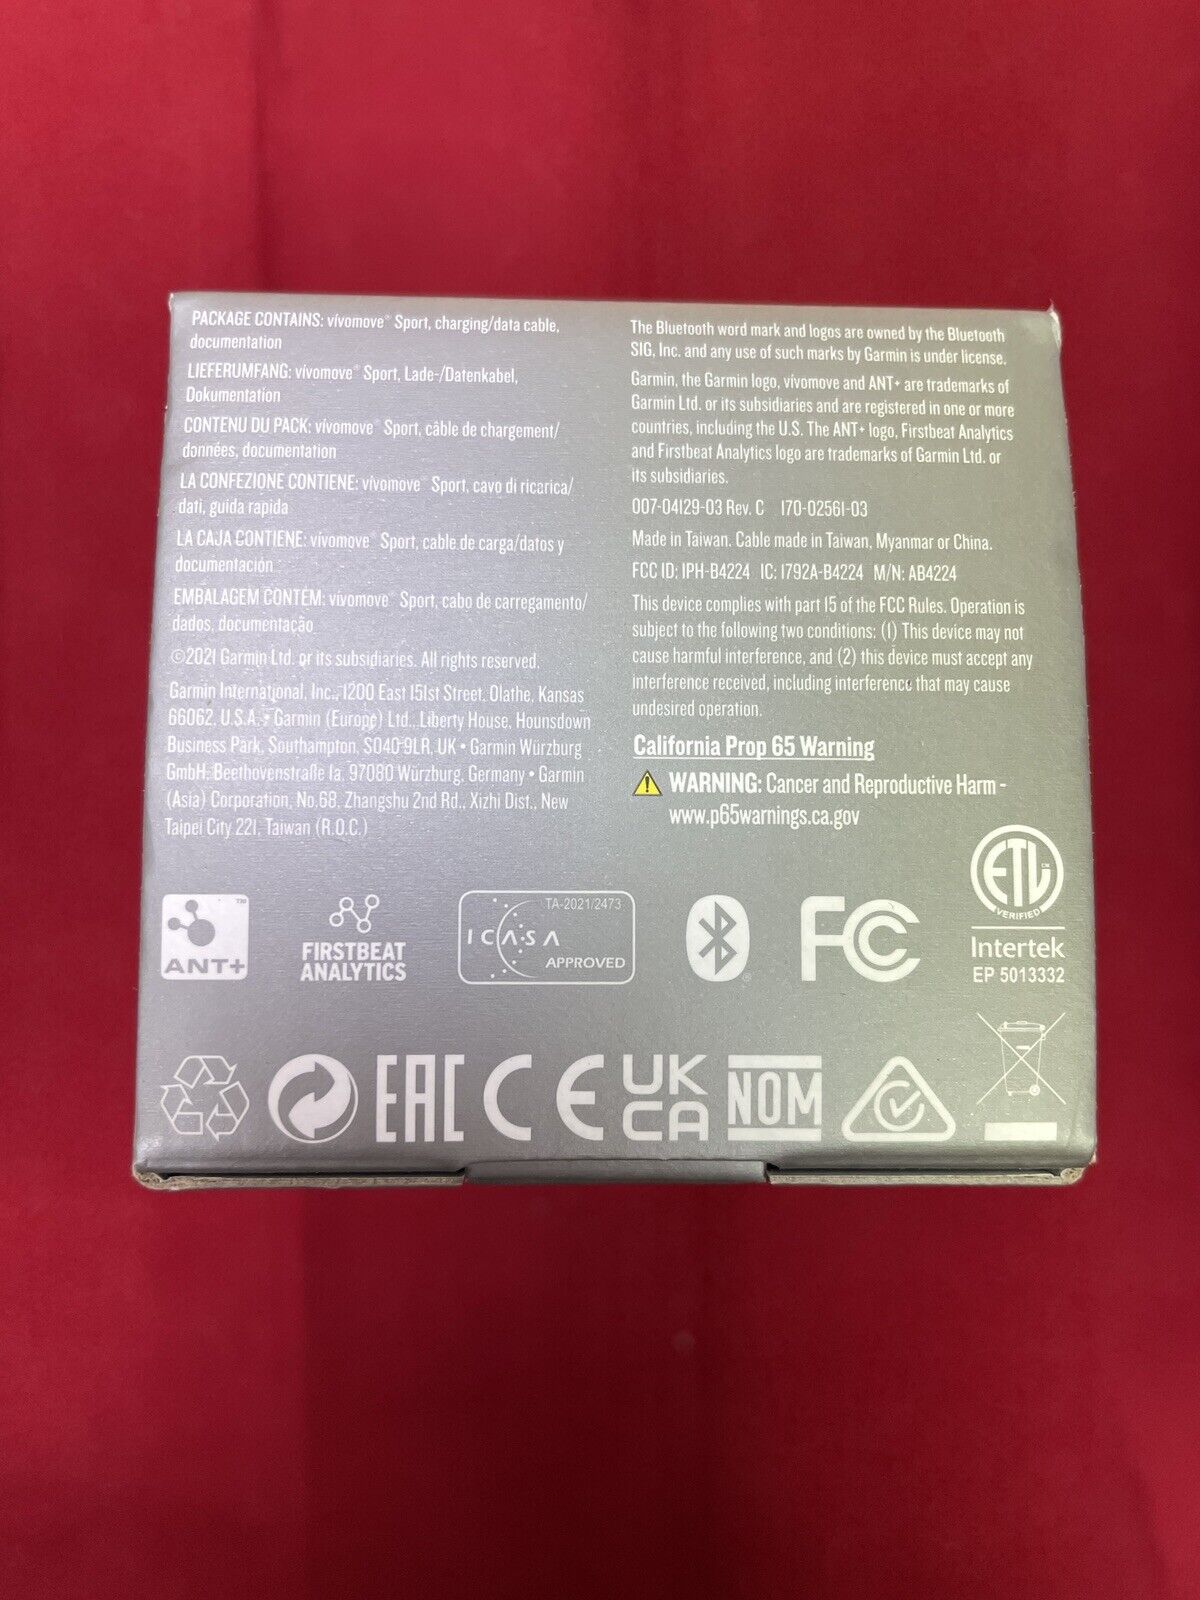 PACKAGE CONTAINS: vívomove® Sport, charging/data cable,
documentation
LIEFERUMFANG: vívomove® Sport, Lade-/Datenkabel,
Dokumentation
CONTENU DU PACK: vívomove® Sport, câble de chargement/
données, documentation
LA CONFEZIONE CONTIENE: vívomove® Sport, cavo di ricarica/
dati, guida rapida
LA CAJA CONTIENE: vívomove® Sport, cable de carga/datos y
documentación
EMBALAGEM CONTÉM: vívomove® Sport, cabo de carregamento/
dados, documentação
©2021 Garmin Ltd. or its subsidiaries. All rights reserved.
Garmin International, Inc., 1200 East 151st Street, Olathe, Kansas
66062, U.S.A. • Garmin (Europe) Ltd., Liberty House, Hounsdown
Business Park, Southampton, SO40 9LR, UK • Garmin Würzburg
GmbH, Beethovenstraße 1a, 97080 Würzburg, Germany • Garmin
(Asia) Corporation, No.68, Zhangshu 2nd Rd., Xizhi Dist., New
Taipei City 221, Taiwan (R.O.C.)
The Bluetooth word mark and logos are owned by the Bluetooth
SIG, Inc. and any use of such marks by Garmin is under license.
Garmin, the Garmin logo, vívomove and ANT+ are trademarks of
Garmin Ltd. or its subsidiaries and are registered in one or more
countries, including the U.S. The ANT+ logo, Firstbeat Analytics
and Firstbeat Analytics logo are trademarks of Garmin Ltd. or
its subsidiaries.
007-04129-03 Rev. C 170-02561-03
Made in Taiwan. Cable made in Taiwan, Myanmar or China.
FCC ID: IPH-B4224 IC: 1792A-B4224 M/N: AB4224
This device complies with part 15 of the FCC Rules. Operation is
subject to the following two conditions: (1) This device may not
cause harmful interference, and (2) this device must accept any
interference received, including interference that may cause
undesired operation.
California Prop 65 Warning
WARNING: Cancer and Reproductive Harm -
www.p65warnings.ca.gov
ANT+™
FIRSTBEAT
ANALYTICS
TA-2021/2473
ICASA
APPROVED
®
FC
ETL CM
VERIFIED
Intertek
EP 5013332
EAC
CE
UK
CA
NOM